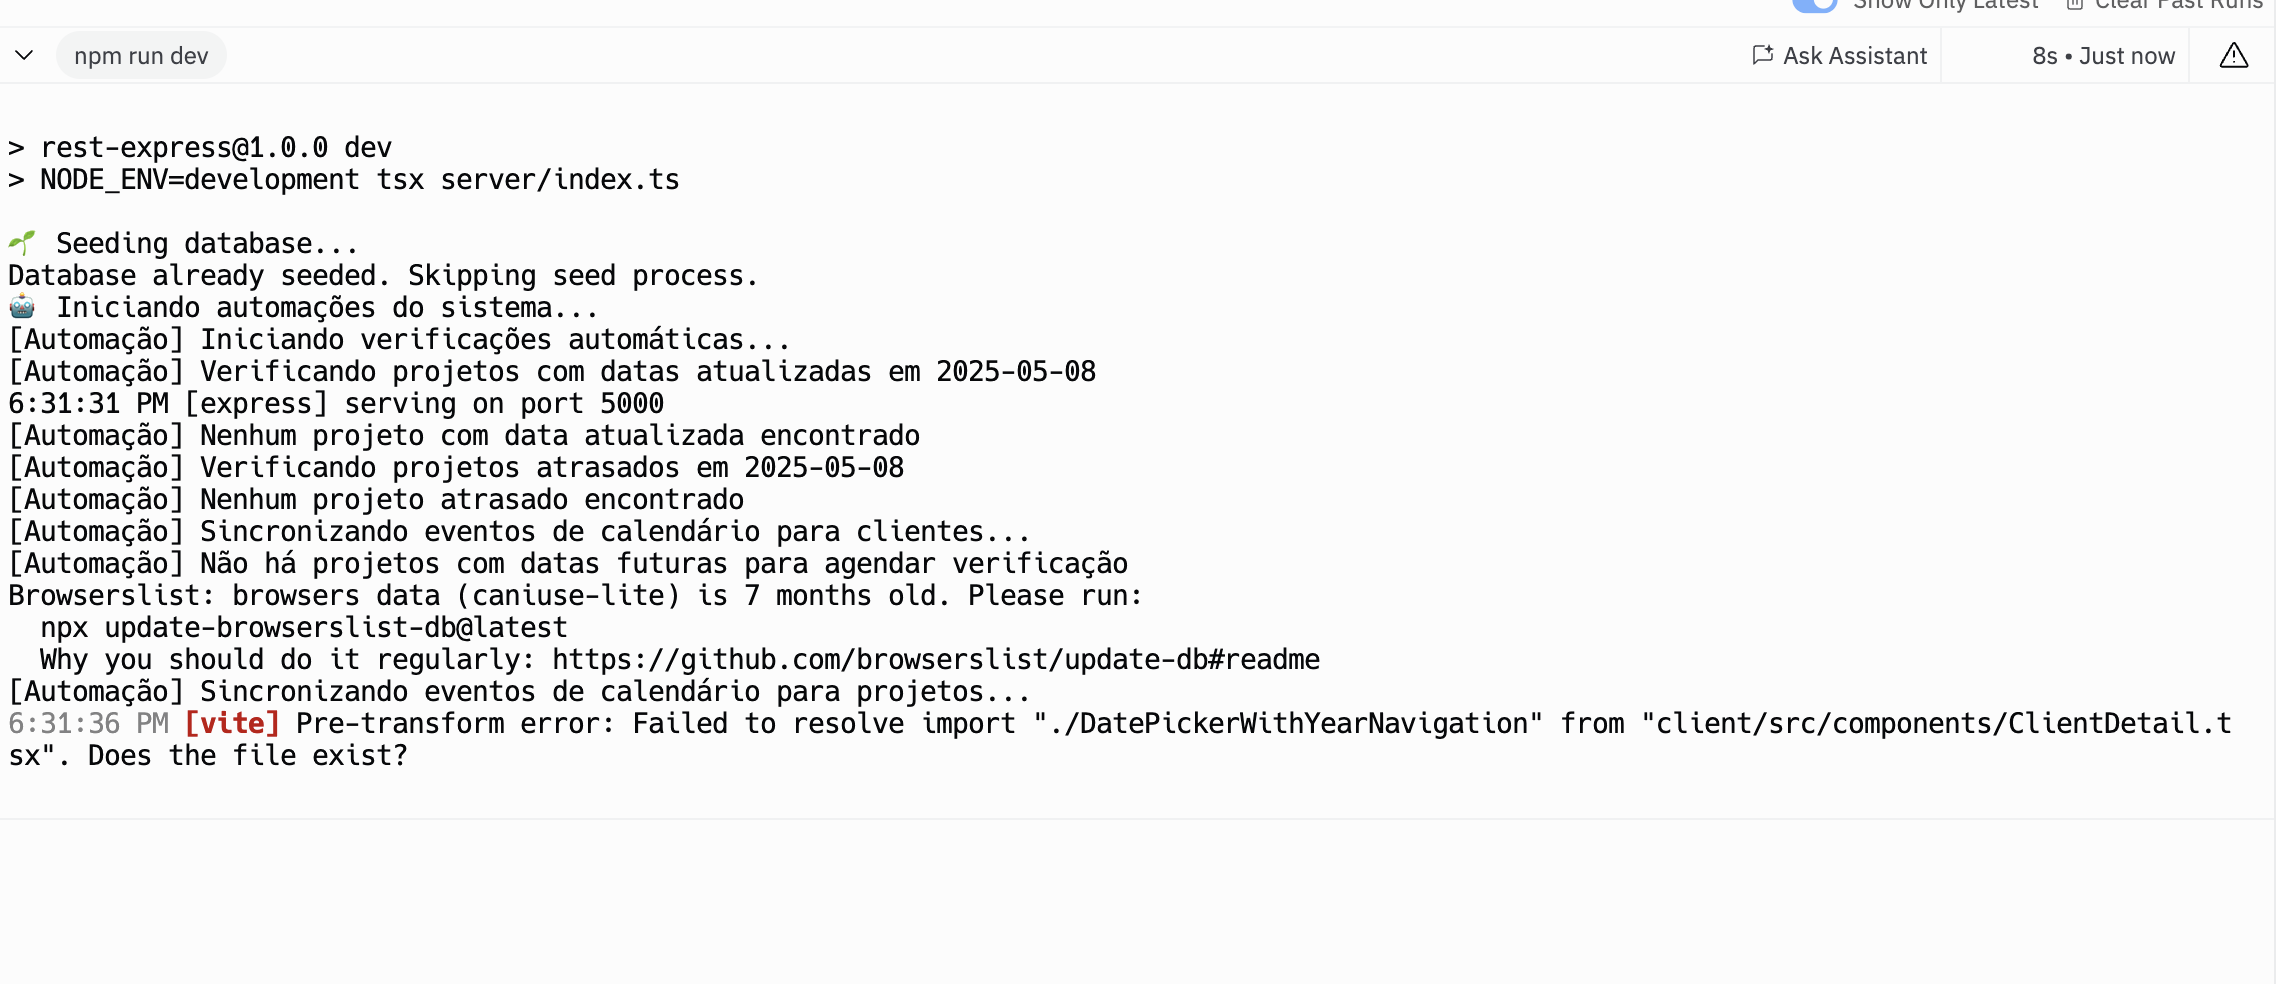 Show Only Latest Clear Past Runs
npm run dev Ask Assistant 8s • Just now
> rest-express@1.0.0 dev
> NODE_ENV=development tsx server/index.ts
🌱 Seeding database...
Database already seeded. Skipping seed process.
🤖 Iniciando automações do sistema...
[Automação] Iniciando verificações automáticas...
[Automação] Verificando projetos com datas atualizadas em 2025-05-08
6:31:31 PM [express] serving on port 5000
[Automação] Nenhum projeto com data atualizada encontrado
[Automação] Verificando projetos atrasados em 2025-05-08
[Automação] Nenhum projeto atrasado encontrado
[Automação] Sincronizando eventos de calendário para clientes...
[Automação] Não há projetos com datas futuras para agendar verificação
Browserslist: browsers data (caniuse-lite) is 7 months old. Please run:
  npx update-browserslist-db@latest
  Why you should do it regularly: https://github.com/browserslist/update-db#readme
[Automação] Sincronizando eventos de calendário para projetos...
6:31:36 PM [vite] Pre-transform error: Failed to resolve import "./DatePickerWithYearNavigation" from "client/src/components/ClientDetail.t
sx". Does the file exist?